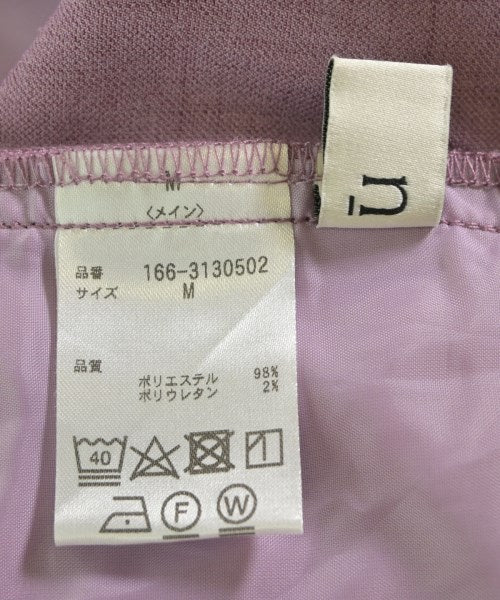 〈メイン〉
品番 166-3130502
サイズ M
品質
ポリエステル 98%
ポリウレタン 2%
40
F W
ū